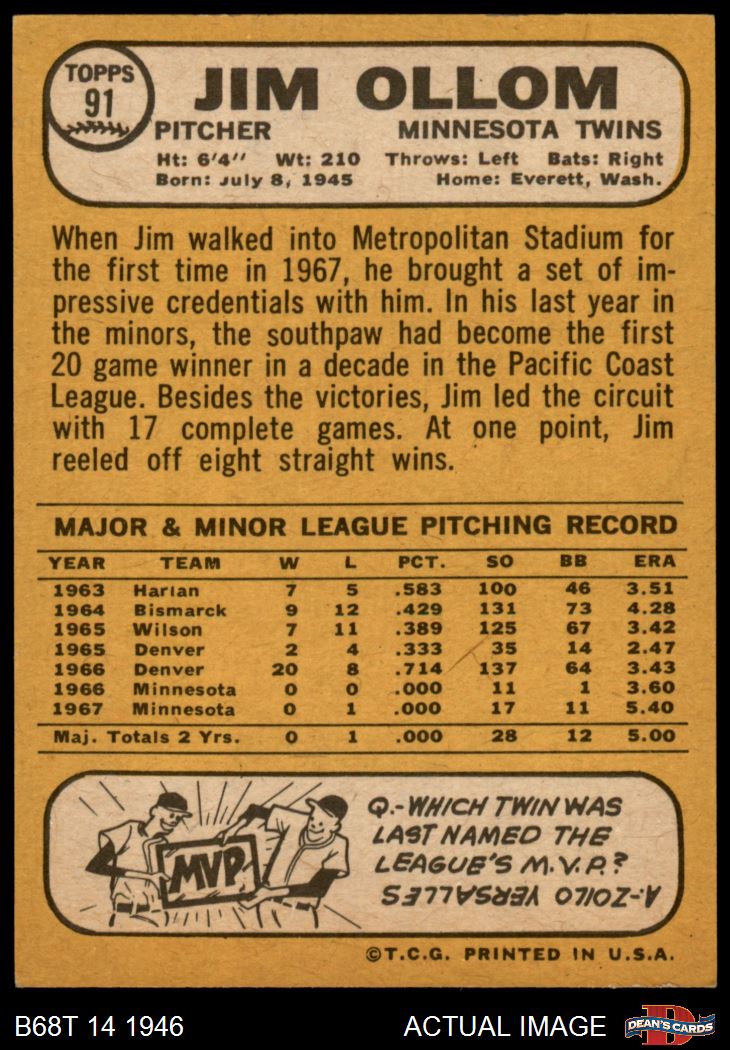 TOPPS
91
JIM OLLOM
PITCHER MINNESOTA TWINS
Ht: 6'4" Wt: 210 Throws: Left Bats: Right
Born: July 8, 1945 Home: Everett, Wash.
When Jim walked into Metropolitan Stadium for
the first time in 1967, he brought a set of im-
pressive credentials with him. In his last year in
the minors, the southpaw had become the first
20 game winner in a decade in the Pacific Coast
League. Besides the victories, Jim led the circuit
with 17 complete games. At one point, Jim
reeled off eight straight wins.
MAJOR & MINOR LEAGUE PITCHING RECORD
YEAR TEAM W L PCT. SO BB ERA
1963 Harlan 7 5 .583 100 46 3.51
1964 Bismarck 9 12 .429 131 73 4.28
1965 Wilson 7 11 .389 125 67 3.42
1965 Denver 2 4 .333 35 14 2.47
1966 Denver 20 8 .714 137 64 3.43
1966 Minnesota 0 0 .000 11 1 3.60
1967 Minnesota 0 1 .000 17 11 5.40
Maj. Totals 2 Yrs. 0 1 .000 28 12 5.00
MVP
Q.-WHICH TWIN WAS
LAST NAMED THE
LEAGUE'S M.V.P.?
A-ZOILO VERSALLES
©T.C.G. PRINTED IN U.S.A.
B68T 14 1946 ACTUAL IMAGE
D
DEAN'S CARDS